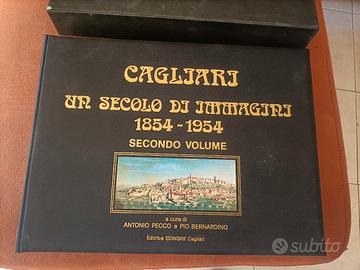 CAGLIARI
UN SECOLO DI IMMAGINI
1854-1954
SECONDO VOLUME
a cura di
ANTONIO PECCO e PIO BERNARDINO
Editrice EDINSAR Cagliari
subito